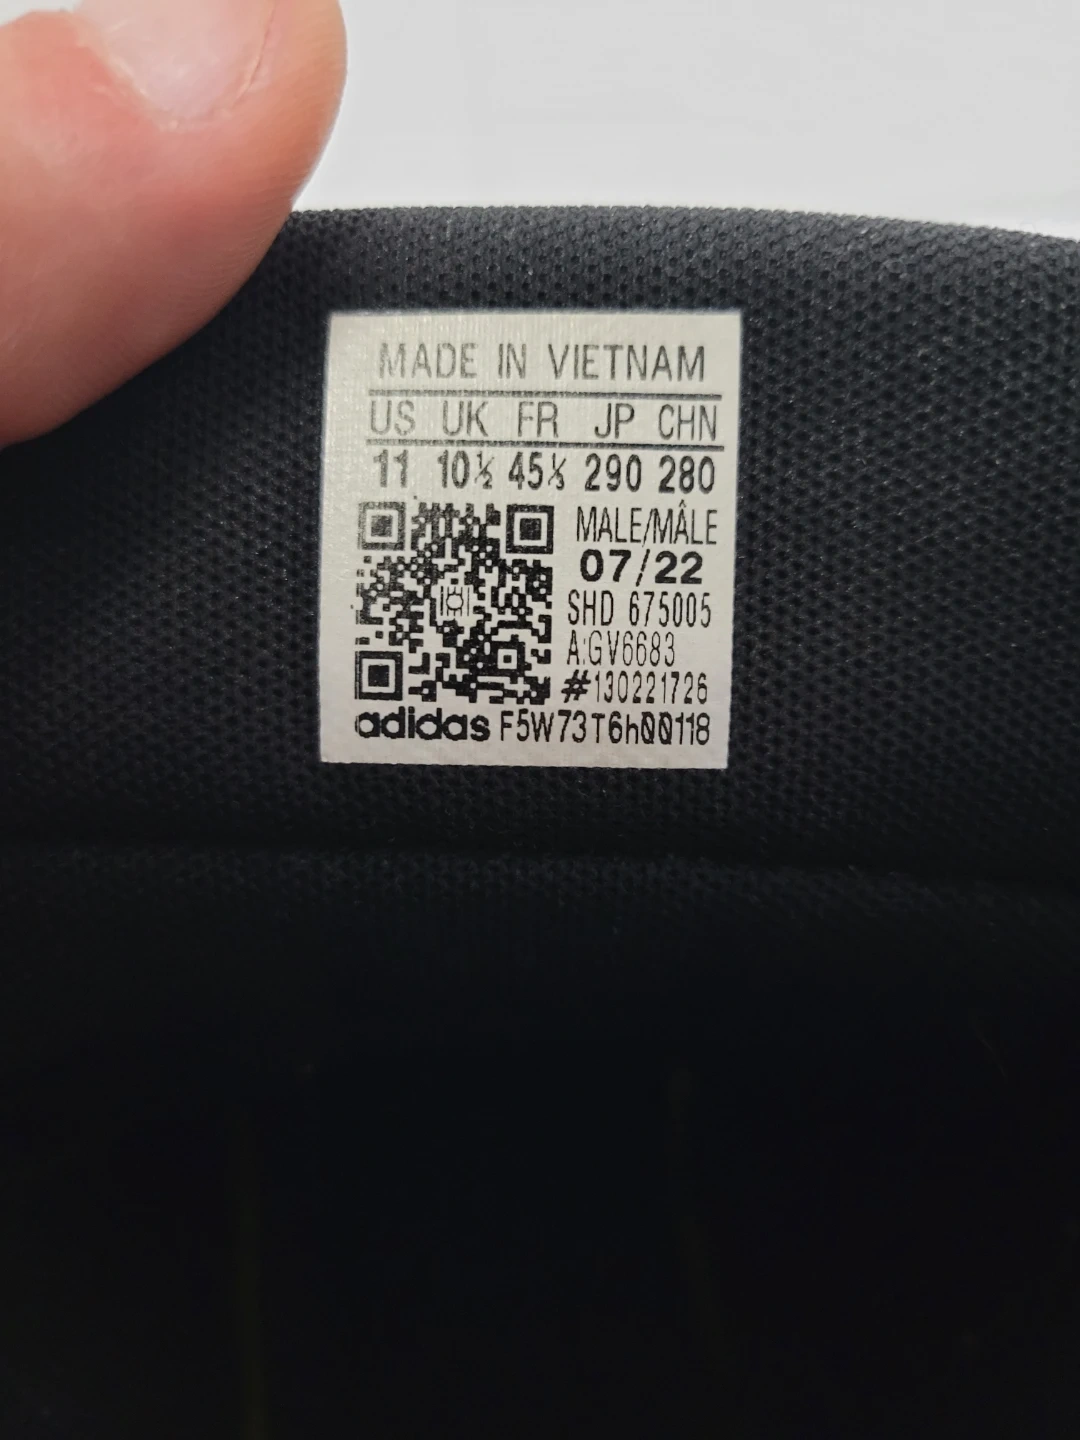 MADE IN VIETNAM
US UK FR JP CHN
11 10½ 45⅓ 290 280
MALE/MÂLE
07/22
SHD 675005
A:GV6683
#130221726
adidas F5W73T6h00118